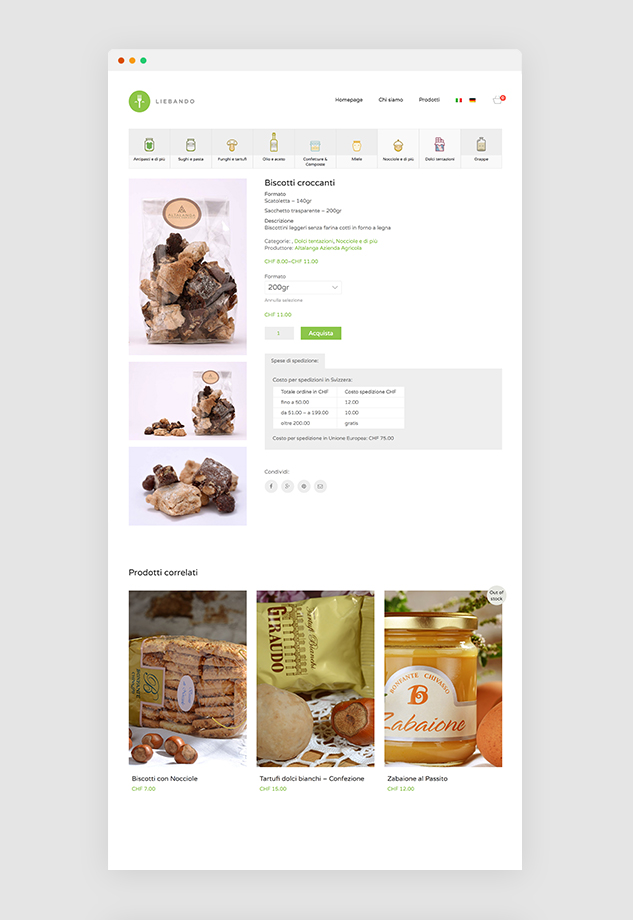 LIEBANDO
Homepage Chi siamo Prodotti
0
Antipasti e di più
Sughi e pasta
Funghi e tartufi
Olio e aceto
Confetture &
Composte
Miele
Nocciole e di più
Dolci tentazioni
Grappe
ALTALANGA
Biscotti croccanti
Formato
Scatoletta – 140gr
Sacchetto trasparente – 200gr
Descrizione
Biscottini leggeri senza farina cotti in forno a legna
Categorie: , Dolci tentazioni, Nocciole e di più
Produttore: Altalanga Azienda Agricola
CHF 8.00–CHF 11.00
Formato
200gr
Annulla selezione
CHF 11.00
1 Acquista
Spese di spedizione:
Costo per spedizioni in Svizzera:
Totale ordine in CHF Costo spedizione CHF
fino a 50.00 12.00
da 51.00 – a 199.00 10.00
oltre 200.00 gratis
Costo per spedizione in Unione Europea: CHF 75.00
Condividi:
Prodotti correlati
Out of
stock
GIRAUDO
BONFANTE CHIVASSO
B
Zabaione
Biscotti con Nocciole
CHF 7.00
Tartufi dolci bianchi – Confezione
CHF 15.00
Zabaione al Passito
CHF 12.00